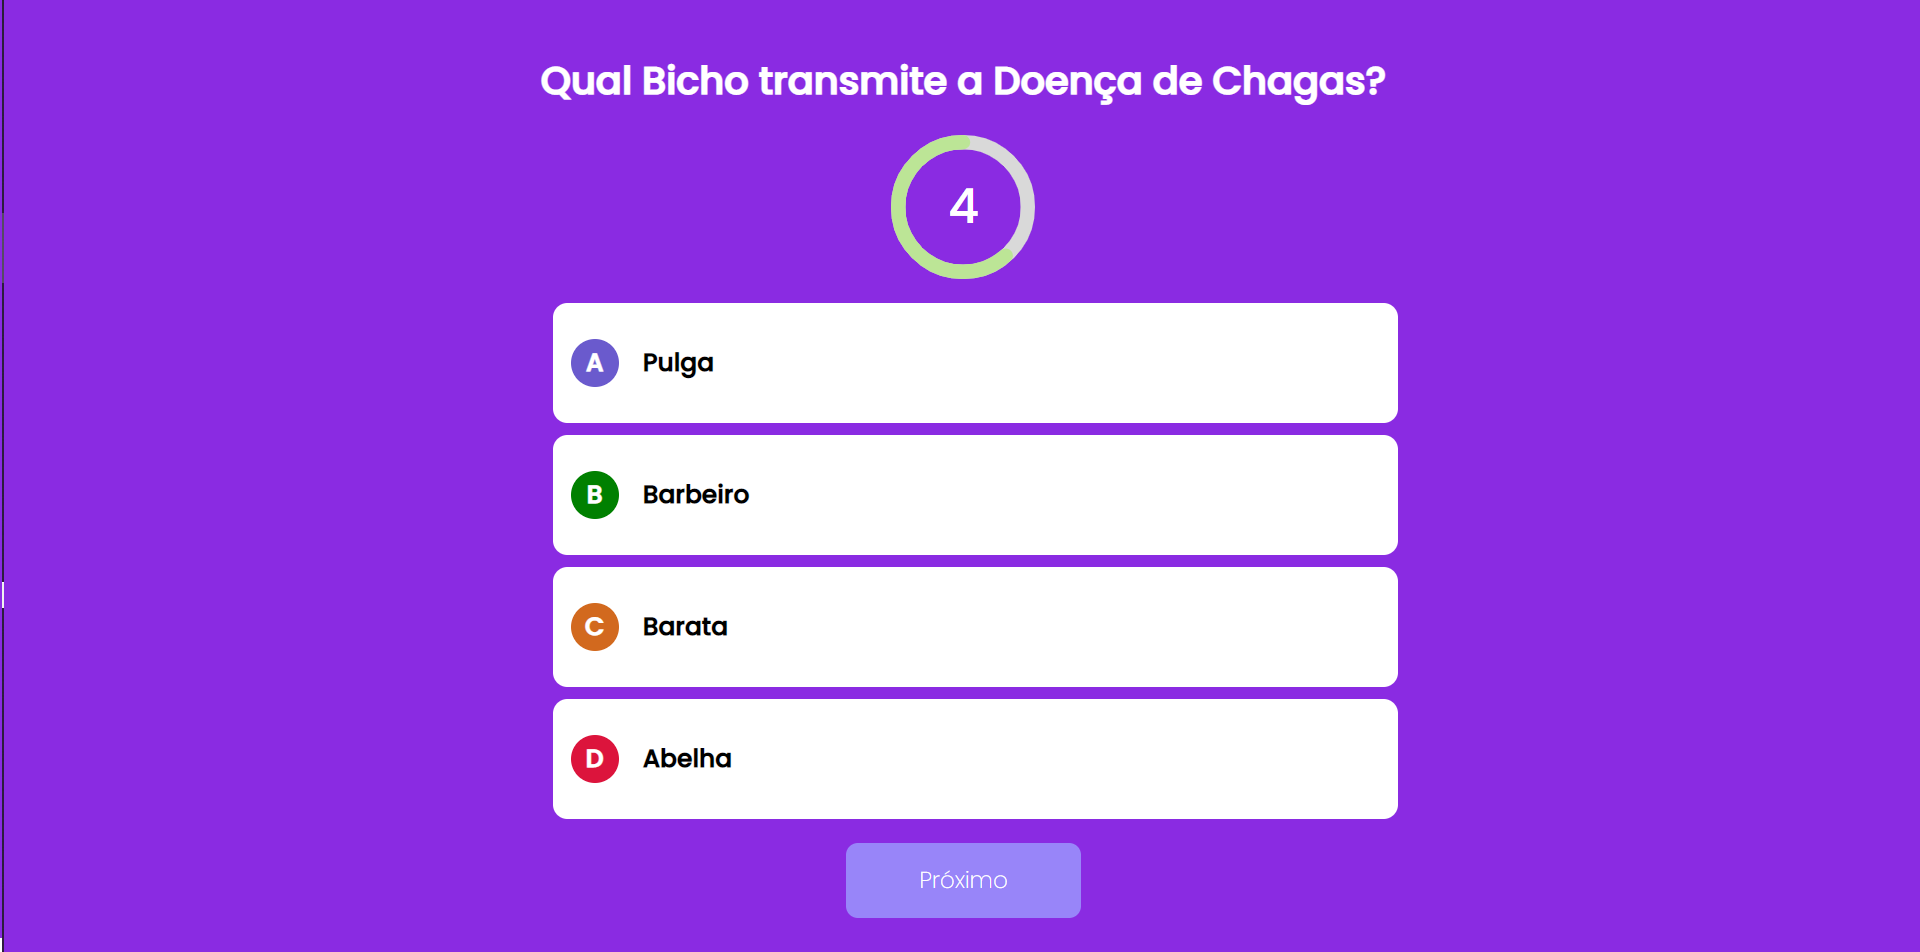 Qual Bicho transmite a Doença de Chagas?
4
A Pulga
B Barbeiro
C Barata
D Abelha
Próximo